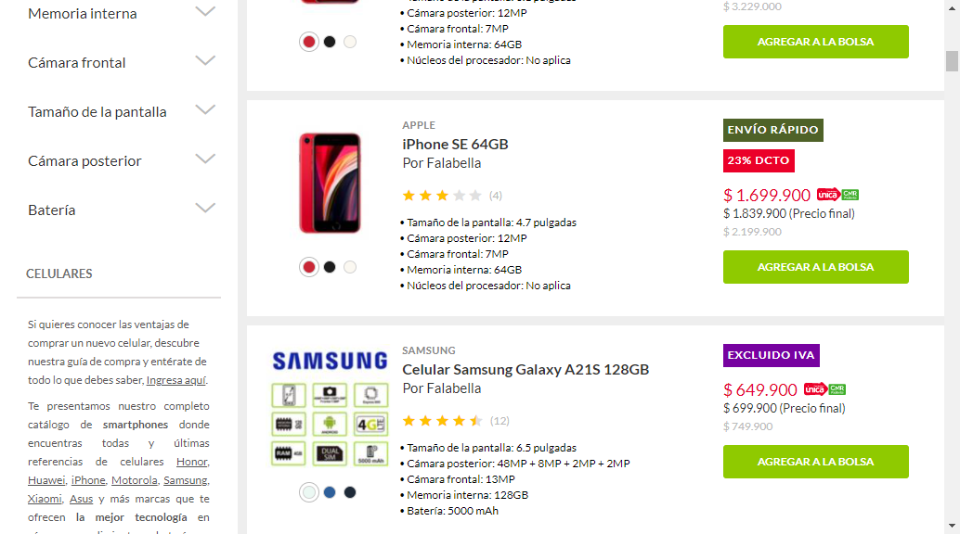 Memoria interna
Cámara frontal
Tamaño de la pantalla
Cámara posterior
Batería
CELULARES
Si quieres conocer las ventajas de
comprar un nuevo celular, descubre
nuestra guía de compra y entérate de
todo lo que debes saber, Ingresa aquí.
Te presentamos nuestro completo
catálogo de smartphones donde
encuentras todas y últimas
referencias de celulares Honor,
Huawei, iPhone, Motorola, Samsung,
Xiaomi, Asus y más marcas que te
ofrecen la mejor tecnología en
• Cámara posterior: 12MP
• Cámara frontal: 7MP
• Memoria interna: 64GB
• Núcleos del procesador: No aplica
$ 3.229.000
AGREGAR A LA BOLSA
APPLE
iPhone SE 64GB
Por Falabella
(4)
• Tamaño de la pantalla: 4.7 pulgadas
• Cámara posterior: 12MP
• Cámara frontal: 7MP
• Memoria interna: 64GB
• Núcleos del procesador: No aplica
ENVÍO RÁPIDO
23% DCTO
$ 1.699.900 unica CMR
$ 1.839.900 (Precio final)
$ 2.199.900
AGREGAR A LA BOLSA
SAMSUNG
4G
DUAL SIM
5000 mAh
SAMSUNG
Celular Samsung Galaxy A21S 128GB
Por Falabella
(12)
• Tamaño de la pantalla: 6.5 pulgadas
• Cámara posterior: 48MP + 8MP + 2MP + 2MP
• Cámara frontal: 13MP
• Memoria interna: 128GB
• Batería: 5000 mAh
EXCLUIDO IVA
$ 649.900 unica CMR
$ 699.900 (Precio final)
$ 749.900
AGREGAR A LA BOLSA